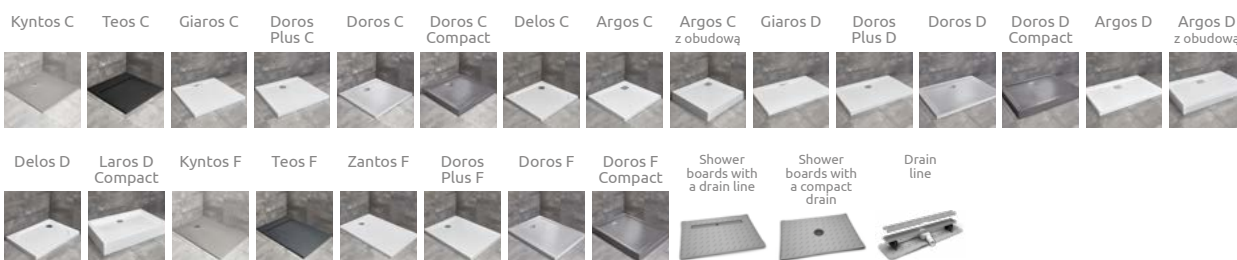 Kyntos C
Teos C
Giaros C
Doros
Plus C
Doros C
Doros C
Compact
Delos C
Argos C
Argos C
z obudową
Giaros D
Doros
Plus D
Doros D
Doros D
Compact
Argos D
Argos D
z obudową
Delos D
Laros D
Compact
Kyntos F
Teos F
Zantos F
Doros
Plus F
Doros F
Doros F
Compact
Shower
boards with
a drain line
Shower
boards with
a compact
drain
Drain
line